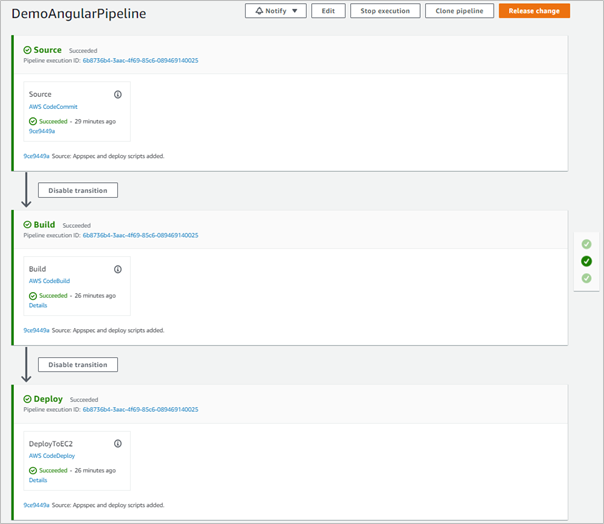 DemoAngularPipeline
Notify
Edit
Stop execution
Clone pipeline
Release change
Source Succeeded
Pipeline execution ID: 6b8736b4-3aac-4f69-85c6-089469140025
Source
AWS CodeCommit
Succeeded - 29 minutes ago
9ce9449a
9ce9449a Source: Appspec and deploy scripts added.
Disable transition
Build Succeeded
Pipeline execution ID: 6b8736b4-3aac-4f69-85c6-089469140025
Build
AWS CodeBuild
Succeeded - 26 minutes ago
Details
9ce9449a Source: Appspec and deploy scripts added.
Disable transition
Deploy Succeeded
Pipeline execution ID: 6b8736b4-3aac-4f69-85c6-089469140025
DeployToEC2
AWS CodeDeploy
Succeeded - 26 minutes ago
Details
9ce9449a Source: Appspec and deploy scripts added.